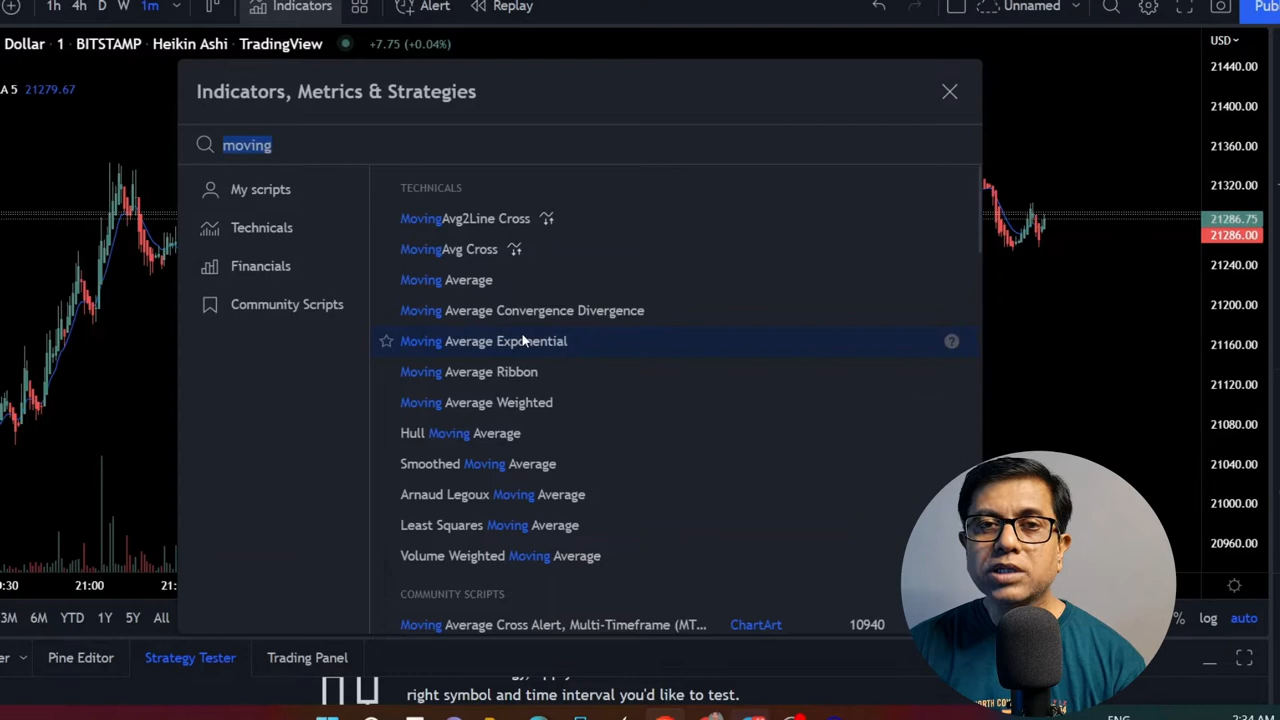 1h 4h D W 1m Indicators Alert Replay Unnamed
Dollar · 1 · BITSTAMP · Heikin Ashi · TradingView +7.75 (+0.04%) USD
21440.00
A 5 21279.67
Indicators, Metrics & Strategies
21400.00
moving
21360.00
My scripts
Technicals
Financials
Community Scripts
TECHNICALS
MovingAvg2Line Cross
MovingAvg Cross
Moving Average
Moving Average Convergence Divergence
Moving Average Exponential
Moving Average Ribbon
Moving Average Weighted
Hull Moving Average
Smoothed Moving Average
Arnaud Legoux Moving Average
Least Squares Moving Average
Volume Weighted Moving Average
COMMUNITY SCRIPTS
Moving Average Cross Alert, Multi-Timeframe (MT... ChartArt 10940
21320.00
21286.75
21286.00
21240.00
21200.00
21160.00
21120.00
21080.00
21040.00
21000.00
20960.00
21:00
3M 6M YTD 1Y 5Y All % log auto
Pine Editor Strategy Tester Trading Panel
right symbol and time interval you'd like to test.
ENG